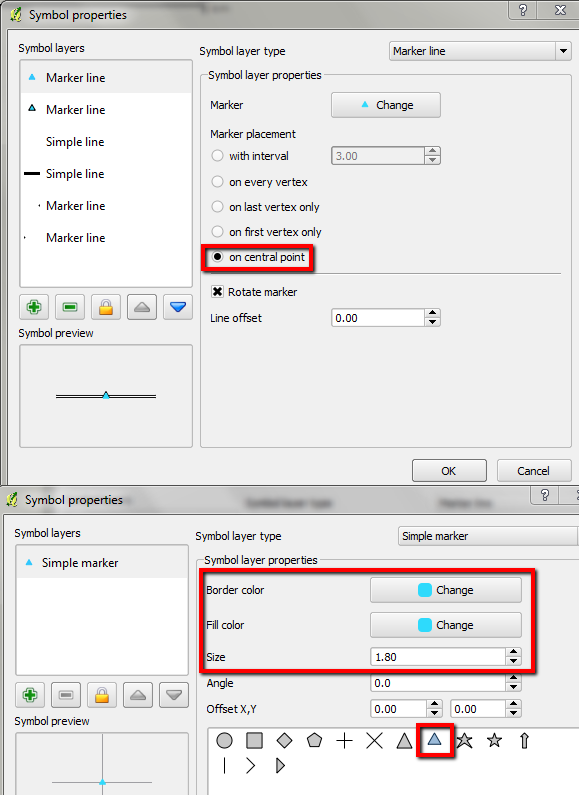 Symbol properties
Symbol layers
Marker line
Marker line
Simple line
Simple line
Marker line
Marker line
Symbol preview
Symbol layer type
Marker line
Symbol layer properties
Marker
Change
Marker placement
with interval
3.00
on every vertex
on last vertex only
on first vertex only
on central point
Rotate marker
Line offset
0.00
OK
Cancel
Symbol properties
Symbol layers
Simple marker
Symbol preview
Symbol layer type
Simple marker
Symbol layer properties
Border color
Change
Fill color
Change
Size
1.80
Angle
0.0
Offset X,Y
0.00
0.00